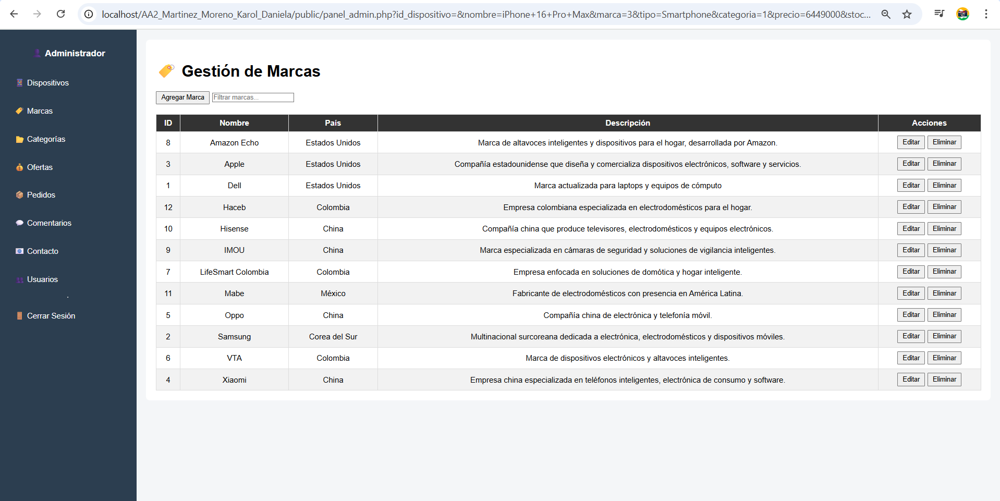 localhost/AA2_Martinez_Moreno_Karol_Daniela/public/panel_admin.php?id_dispositivo=&nombre=iPhone+16+Pro+Max&marca=3&tipo=Smartphone&categoria=1&precio=6449000&stoc...
Administrador
Dispositivos
Marcas
Categorías
Ofertas
Pedidos
Comentarios
Contacto
Usuarios
.
Cerrar Sesión
Gestión de Marcas
Agregar Marca Filtrar marcas...
ID Nombre País Descripción Acciones
8 Amazon Echo Estados Unidos Marca de altavoces inteligentes y dispositivos para el hogar, desarrollada por Amazon. Editar Eliminar
3 Apple Estados Unidos Compañía estadounidense que diseña y comercializa dispositivos electrónicos, software y servicios. Editar Eliminar
1 Dell Estados Unidos Marca actualizada para laptops y equipos de cómputo Editar Eliminar
12 Haceb Colombia Empresa colombiana especializada en electrodomésticos para el hogar. Editar Eliminar
10 Hisense China Compañía china que produce televisores, electrodomésticos y equipos electrónicos. Editar Eliminar
9 IMOU China Marca especializada en cámaras de seguridad y soluciones de vigilancia inteligentes. Editar Eliminar
7 LifeSmart Colombia Colombia Empresa enfocada en soluciones de domótica y hogar inteligente. Editar Eliminar
11 Mabe México Fabricante de electrodomésticos con presencia en América Latina. Editar Eliminar
5 Oppo China Compañía china de electrónica y telefonía móvil. Editar Eliminar
2 Samsung Corea del Sur Multinacional surcoreana dedicada a electrónica, electrodomésticos y dispositivos móviles. Editar Eliminar
6 VTA Colombia Marca de dispositivos electrónicos y altavoces inteligentes. Editar Eliminar
4 Xiaomi China Empresa china especializada en teléfonos inteligentes, electrónica de consumo y software. Editar Eliminar